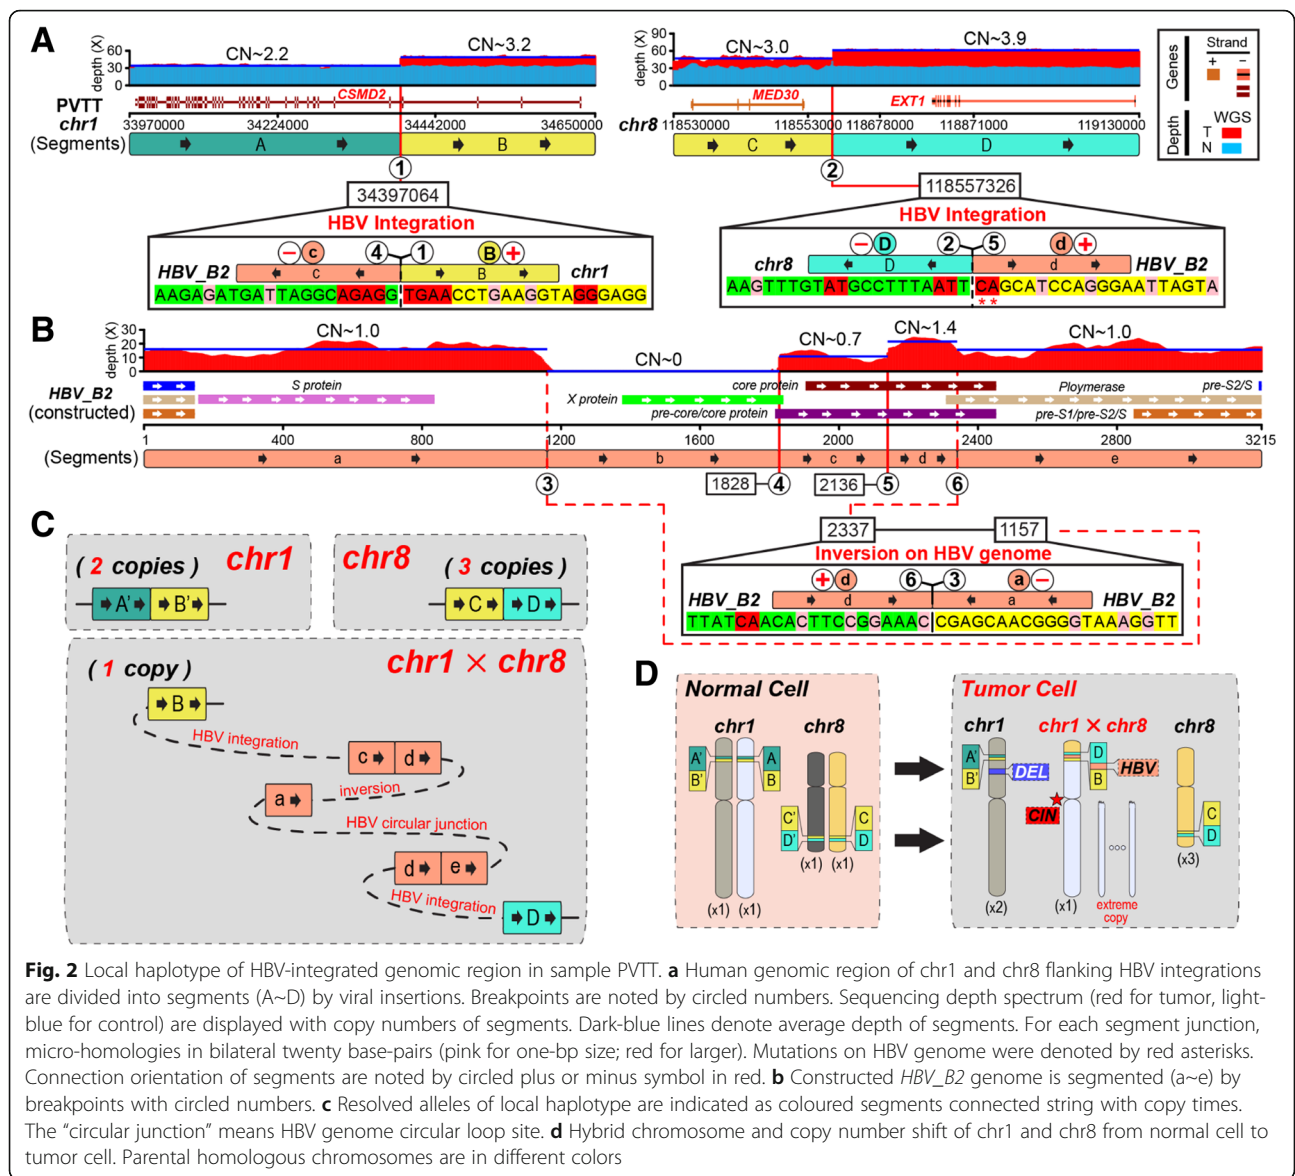 A
depth (X)
60
30
0
CN~2.2
CN~3.2
PVTT
CSMD2
chr1
33970000
34224000
34442000
34650000
(Segments)
A
B
1
34397064
HBV Integration
− c 4 1 B +
HBV_B2
c
B
chr1
AAGAGATGATTAGGCAGAGG TGAACCTGAAGGTAGGGAGG
depth (X)
90
60
30
0
CN~3.0
CN~3.9
MED30
EXT1
chr8
118530000
118553000
118678000
118871000
119130000
C
D
2
118557326
HBV Integration
− D 2 5 d +
chr8
D
d
HBV_B2
AAGTTTGTATGCCTTTAATT CAGCATCCAGGGAATTAGTA
* *
Strand
+ −
Genes
WGS
Depth
T
N
B
depth (X)
30
20
10
0
CN~1.0
CN~0
CN~0.7
CN~1.4
CN~1.0
HBV_B2
(constructed)
S protein
X protein
core protein
pre-core/core protein
Ploymerase
pre-S2/S
pre-S1/pre-S2/S
1
400
800
1200
1600
2000
2400
2800
3215
(Segments)
a
b
c
d
e
3
1828
4
2136
5
6
2337
1157
Inversion on HBV genome
+ d 6 3 a −
HBV_B2
d
a
HBV_B2
TTATCAACACTTCCGGAAAC CGAGCAACGGGGTAAAGGTT
C
( 2 copies )
chr1
A'
B'
chr8
( 3 copies )
C
D
( 1 copy )
chr1 × chr8
B
HBV integration
c
d
inversion
a
HBV circular junction
d
e
HBV integration
D
D
Normal Cell
chr1
chr8
A'
B'
A
B
C'
D'
C
D
(x1)
(x1)
(x1)
(x1)
Tumor Cell
chr1
chr1 × chr8
chr8
A'
B'
DEL
D
B
HBV
CIN
C
D
(x2)
(x1)
extreme
copy
(x3)
Fig. 2 Local haplotype of HBV-integrated genomic region in sample PVTT. a Human genomic region of chr1 and chr8 flanking HBV integrations
are divided into segments (A~D) by viral insertions. Breakpoints are noted by circled numbers. Sequencing depth spectrum (red for tumor, light-
blue for control) are displayed with copy numbers of segments. Dark-blue lines denote average depth of segments. For each segment junction,
micro-homologies in bilateral twenty base-pairs (pink for one-bp size; red for larger). Mutations on HBV genome were denoted by red asterisks.
Connection orientation of segments are noted by circled plus or minus symbol in red. b Constructed HBV_B2 genome is segmented (a~e) by
breakpoints with circled numbers. c Resolved alleles of local haplotype are indicated as coloured segments connected string with copy times.
The “circular junction” means HBV genome circular loop site. d Hybrid chromosome and copy number shift of chr1 and chr8 from normal cell to
tumor cell. Parental homologous chromosomes are in different colors